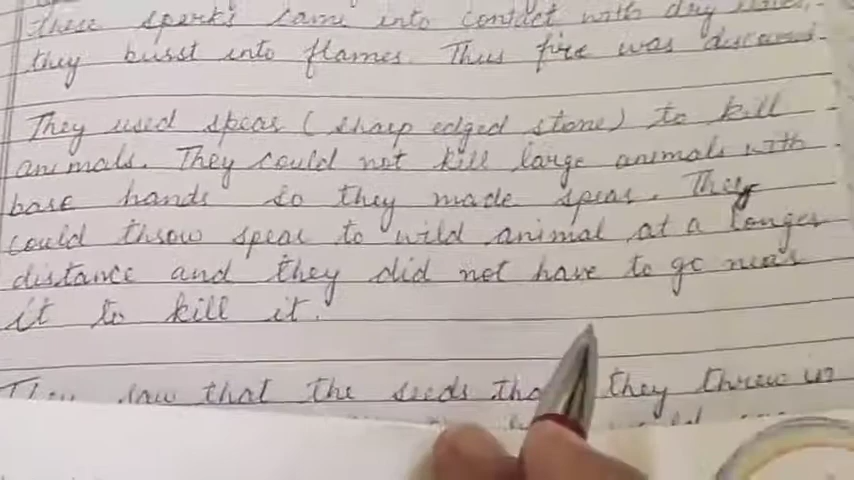 These sparks came into contact with dry
they burst into flames. Thus fire was
They used spear (sharp edged stone) to kill
animals. They could not kill large animals with
bare hands so they made spear. They
could throw spear to wild animal at a longer
distance and they did not have to go near
it to kill it.
They saw that the seeds that they threw in